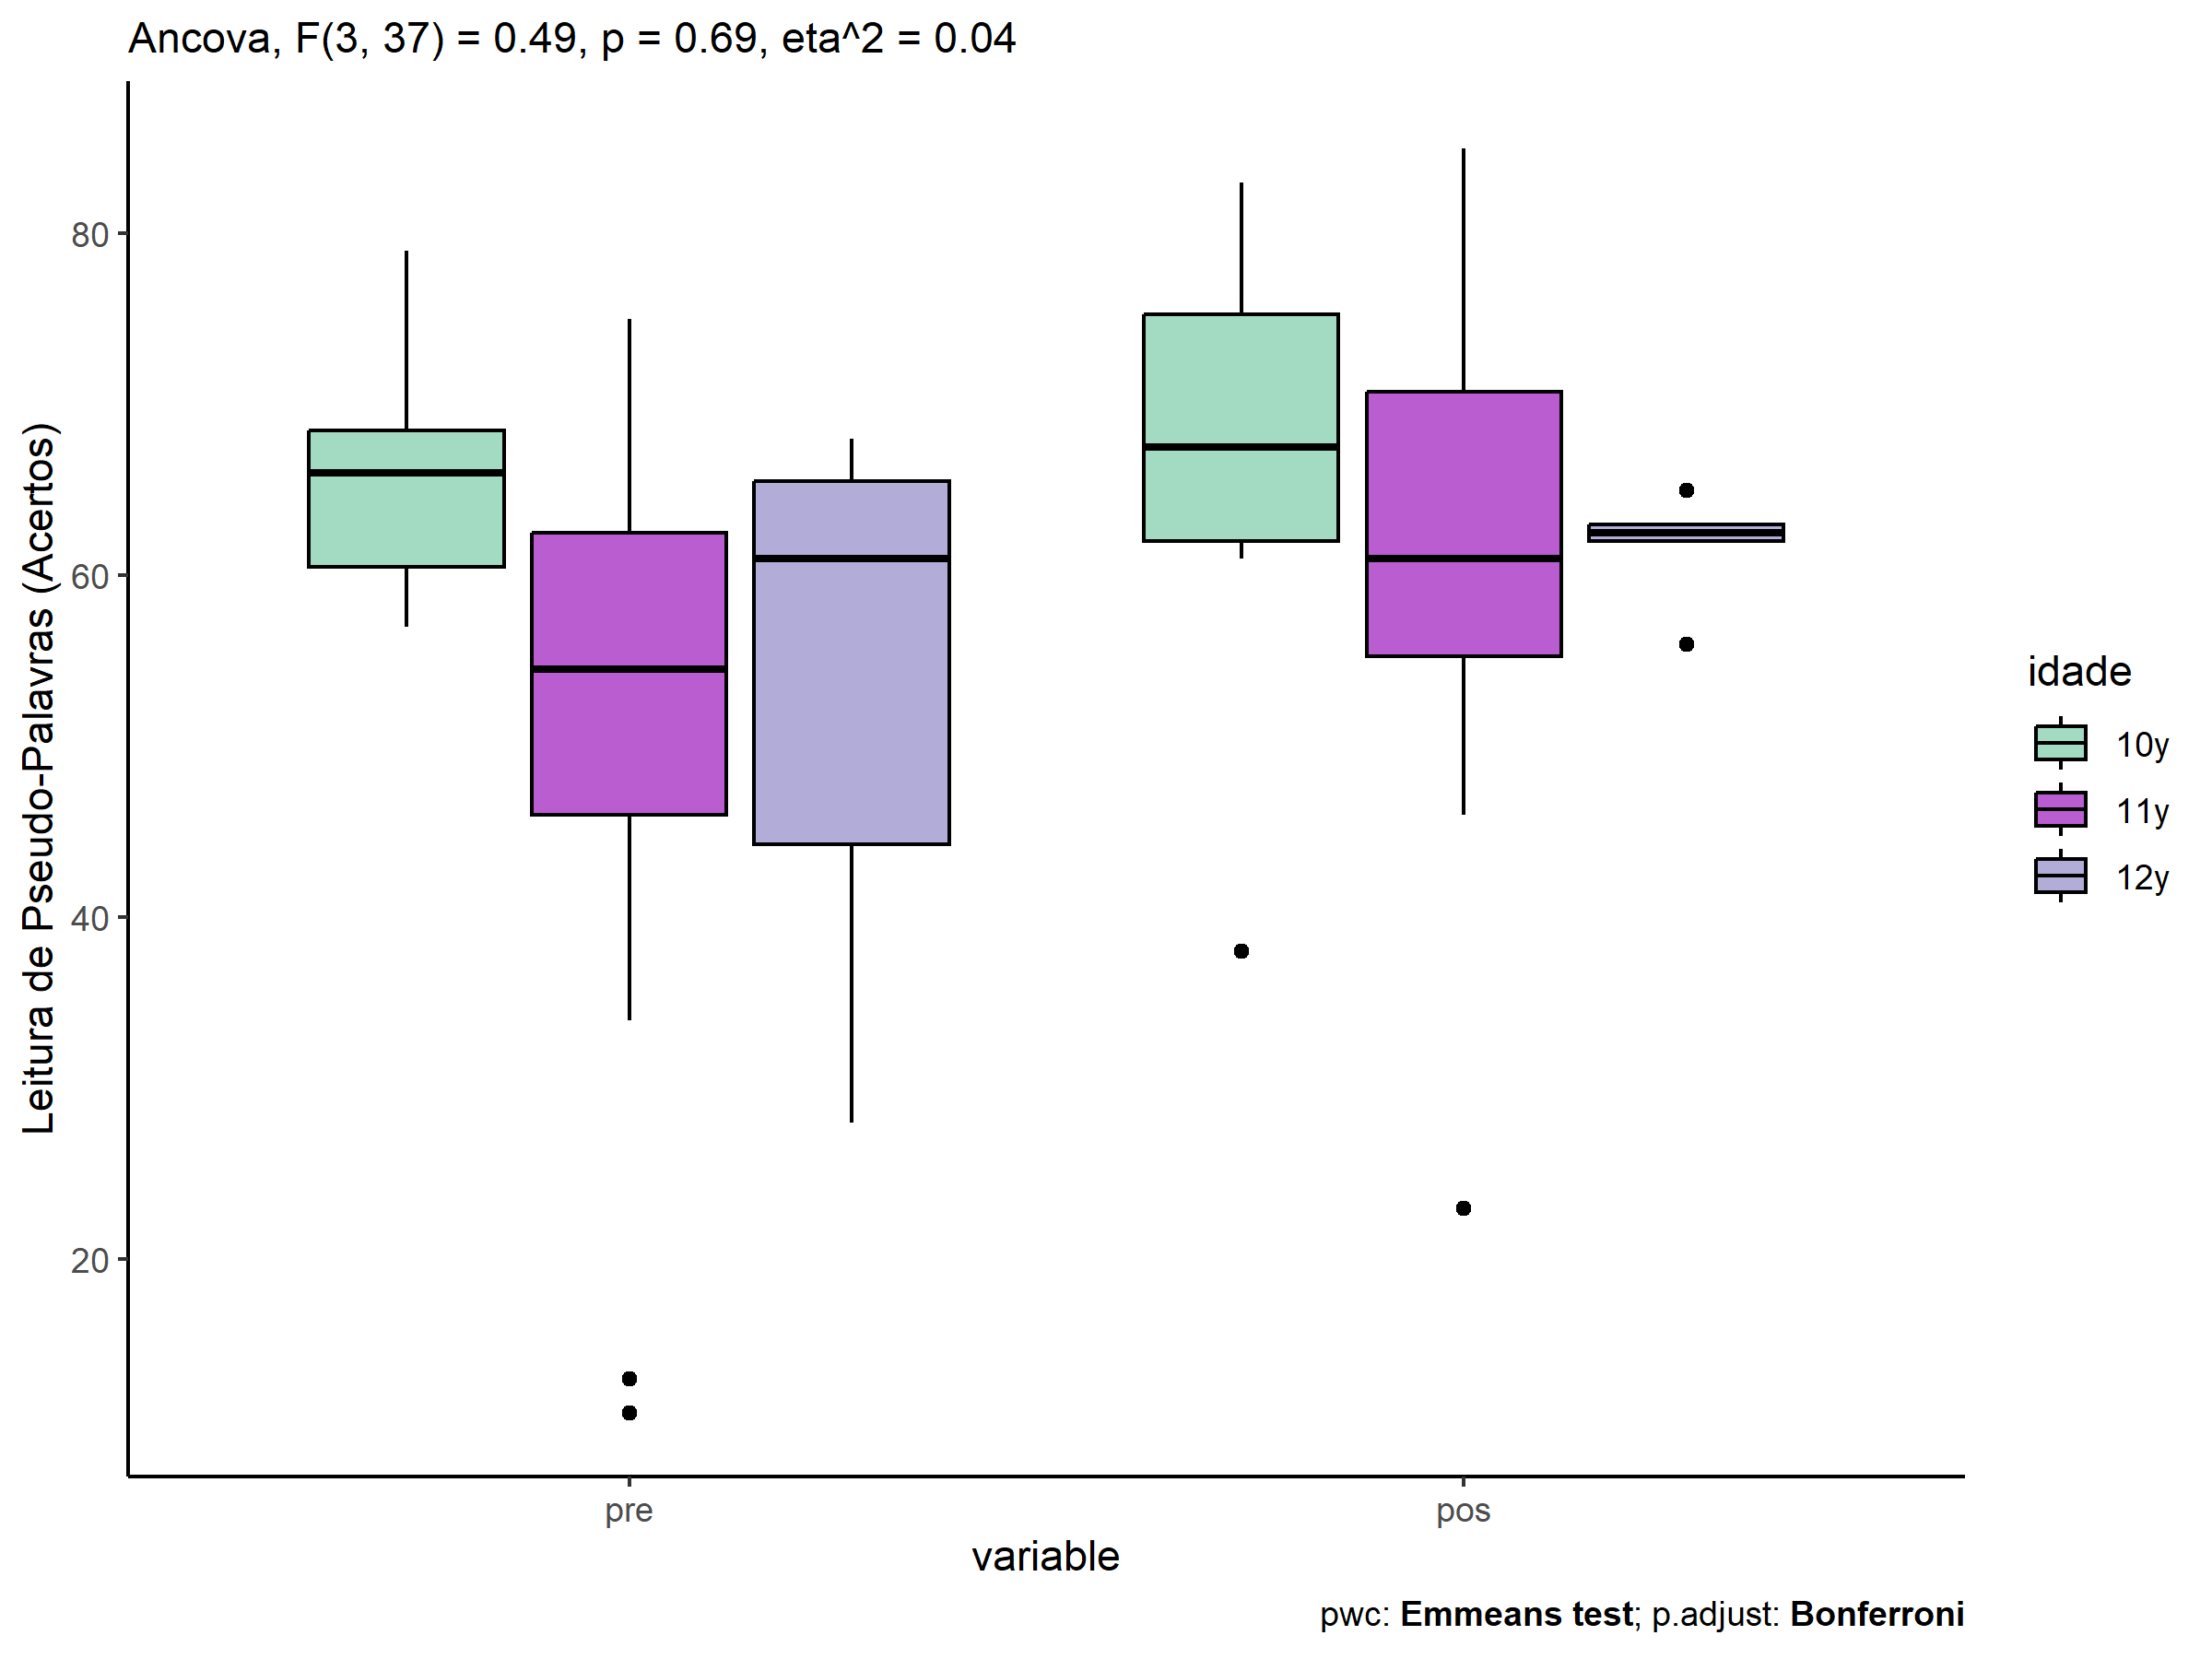 Ancova, F(3, 37) = 0.49, p = 0.69, eta^2 = 0.04
Leitura de Pseudo-Palavras (Acertos)
80
60
40
20
pre
pos
variable
idade
10y
11y
12y
pwc: Emmeans test; p.adjust: Bonferroni